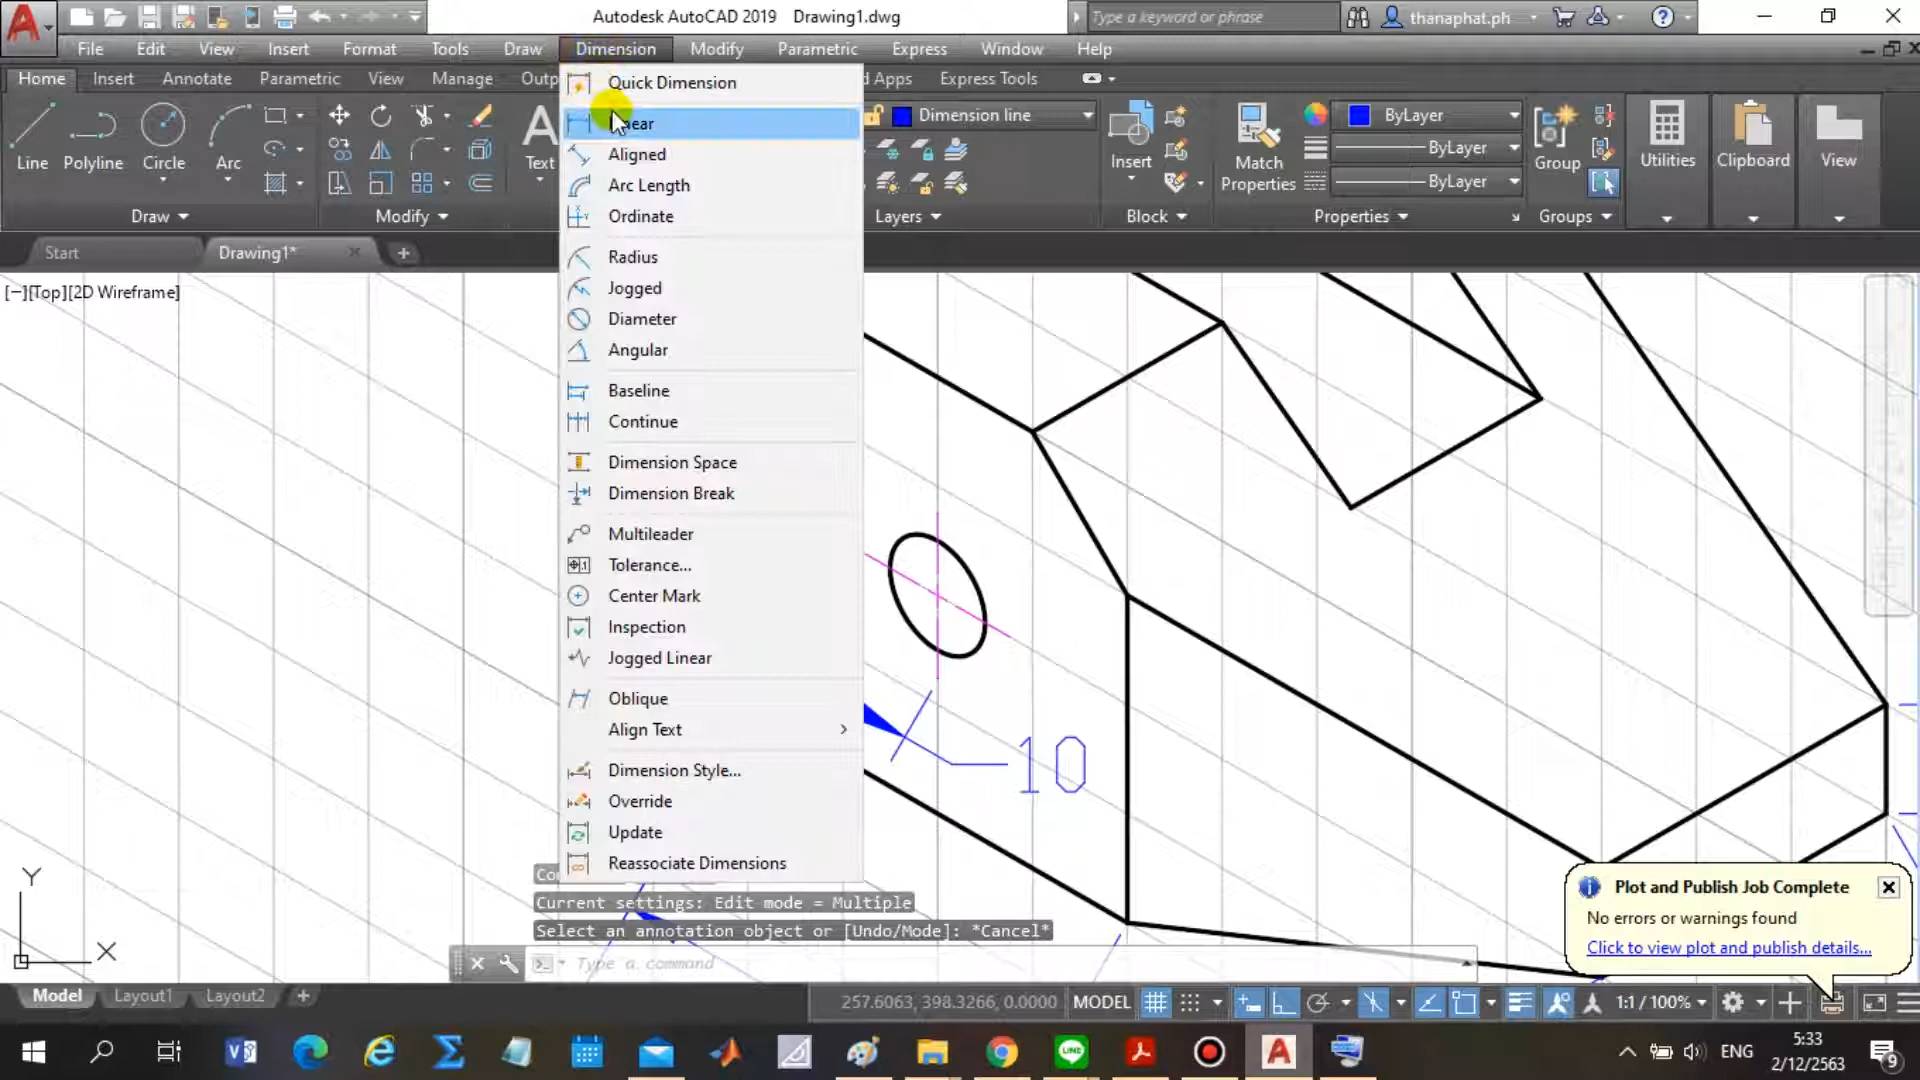 Autodesk AutoCAD 2019 Drawing1.dwg
Type a keyword or phrase
thanaphat.ph
File Edit View Insert Format Tools Draw Dimension Modify Parametric Express Window Help
Home Insert Annotate Parametric View Manage Outp
d Apps Express Tools
Line Polyline Circle Arc
Text
Dimension line
Insert
Match
Properties
ByLayer
ByLayer
ByLayer
Group
Utilities
Clipboard
View
Draw
Modify
Layers
Block
Properties
Groups
Start
Drawing1*
[−][Top][2D Wireframe]
Quick Dimension
near
Aligned
Arc Length
Ordinate
Radius
Jogged
Diameter
Angular
Baseline
Continue
Dimension Space
Dimension Break
Multileader
Tolerance...
Center Mark
Inspection
Jogged Linear
Oblique
Align Text
Dimension Style...
Override
Update
Reassociate Dimensions
10
Y
X
Co
Current settings: Edit mode = Multiple
Select an annotation object or [Undo/Mode]: *Cancel*
Type a command
Plot and Publish Job Complete
No errors or warnings found
Click to view plot and publish details...
Model Layout1 Layout2
257.6063, 398.3266, 0.0000 MODEL
1:1 / 100%
ENG
5:33
2/12/2563
9